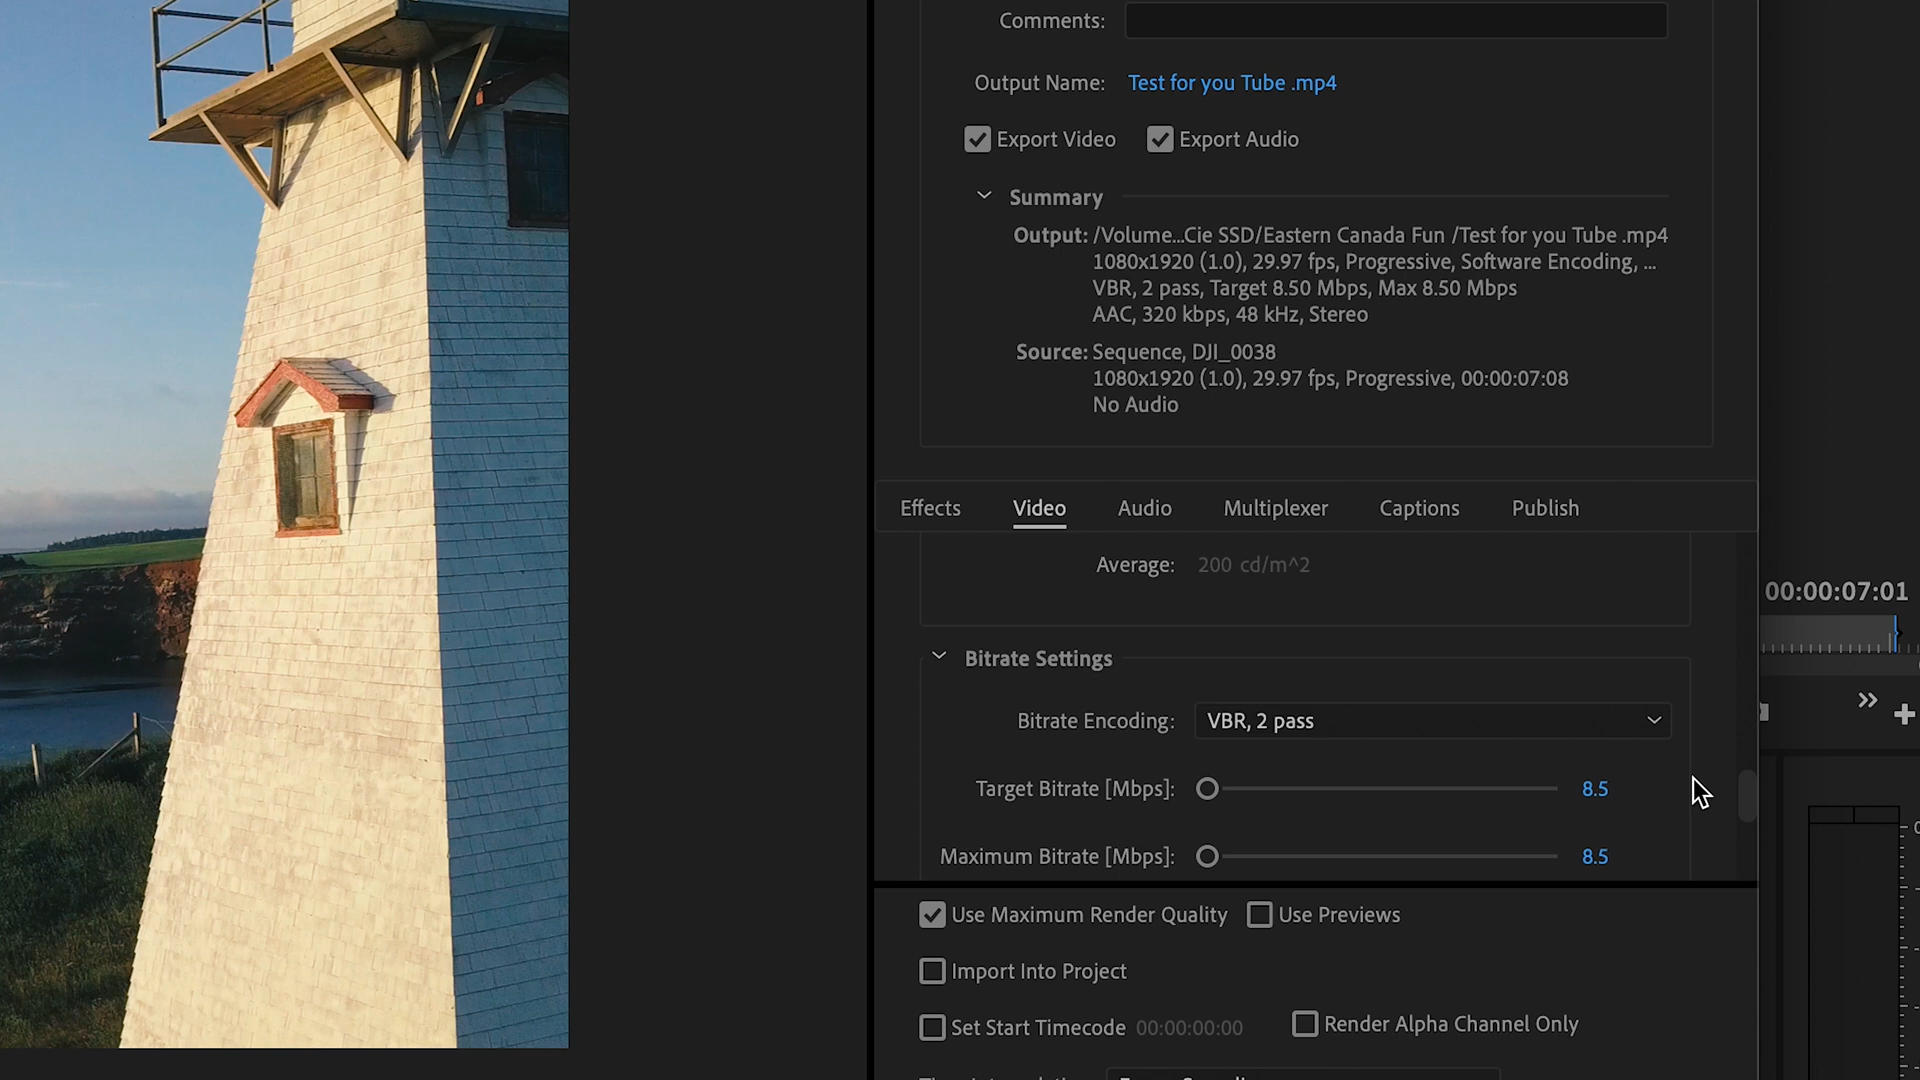 Comments:
Output Name: Test for you Tube .mp4
Export Video Export Audio
Summary
Output: /Volume...Cie SSD/Eastern Canada Fun /Test for you Tube .mp4
1080x1920 (1.0), 29.97 fps, Progressive, Software Encoding, ...
VBR, 2 pass, Target 8.50 Mbps, Max 8.50 Mbps
AAC, 320 kbps, 48 kHz, Stereo
Source: Sequence, DJI_0038
1080x1920 (1.0), 29.97 fps, Progressive, 00:00:07:08
No Audio
Effects Video Audio Multiplexer Captions Publish
Average: 200 cd/m^2
00:00:07:01
Bitrate Settings
Bitrate Encoding: VBR, 2 pass
Target Bitrate [Mbps]: 8.5
Maximum Bitrate [Mbps]: 8.5
Use Maximum Render Quality Use Previews
Import Into Project
Set Start Timecode 00:00:00:00 Render Alpha Channel Only